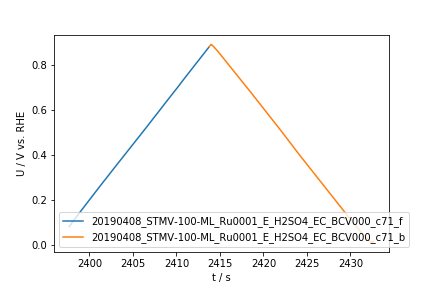 0.8
0.6
0.4
0.2
0.0
U / V vs. RHE
20190408_STMV-100-ML_Ru0001_E_H2SO4_EC_BCV000_c71_f
20190408_STMV-100-ML_Ru0001_E_H2SO4_EC_BCV000_c71_b
2400 2405 2410 2415 2420 2425 2430
t / s